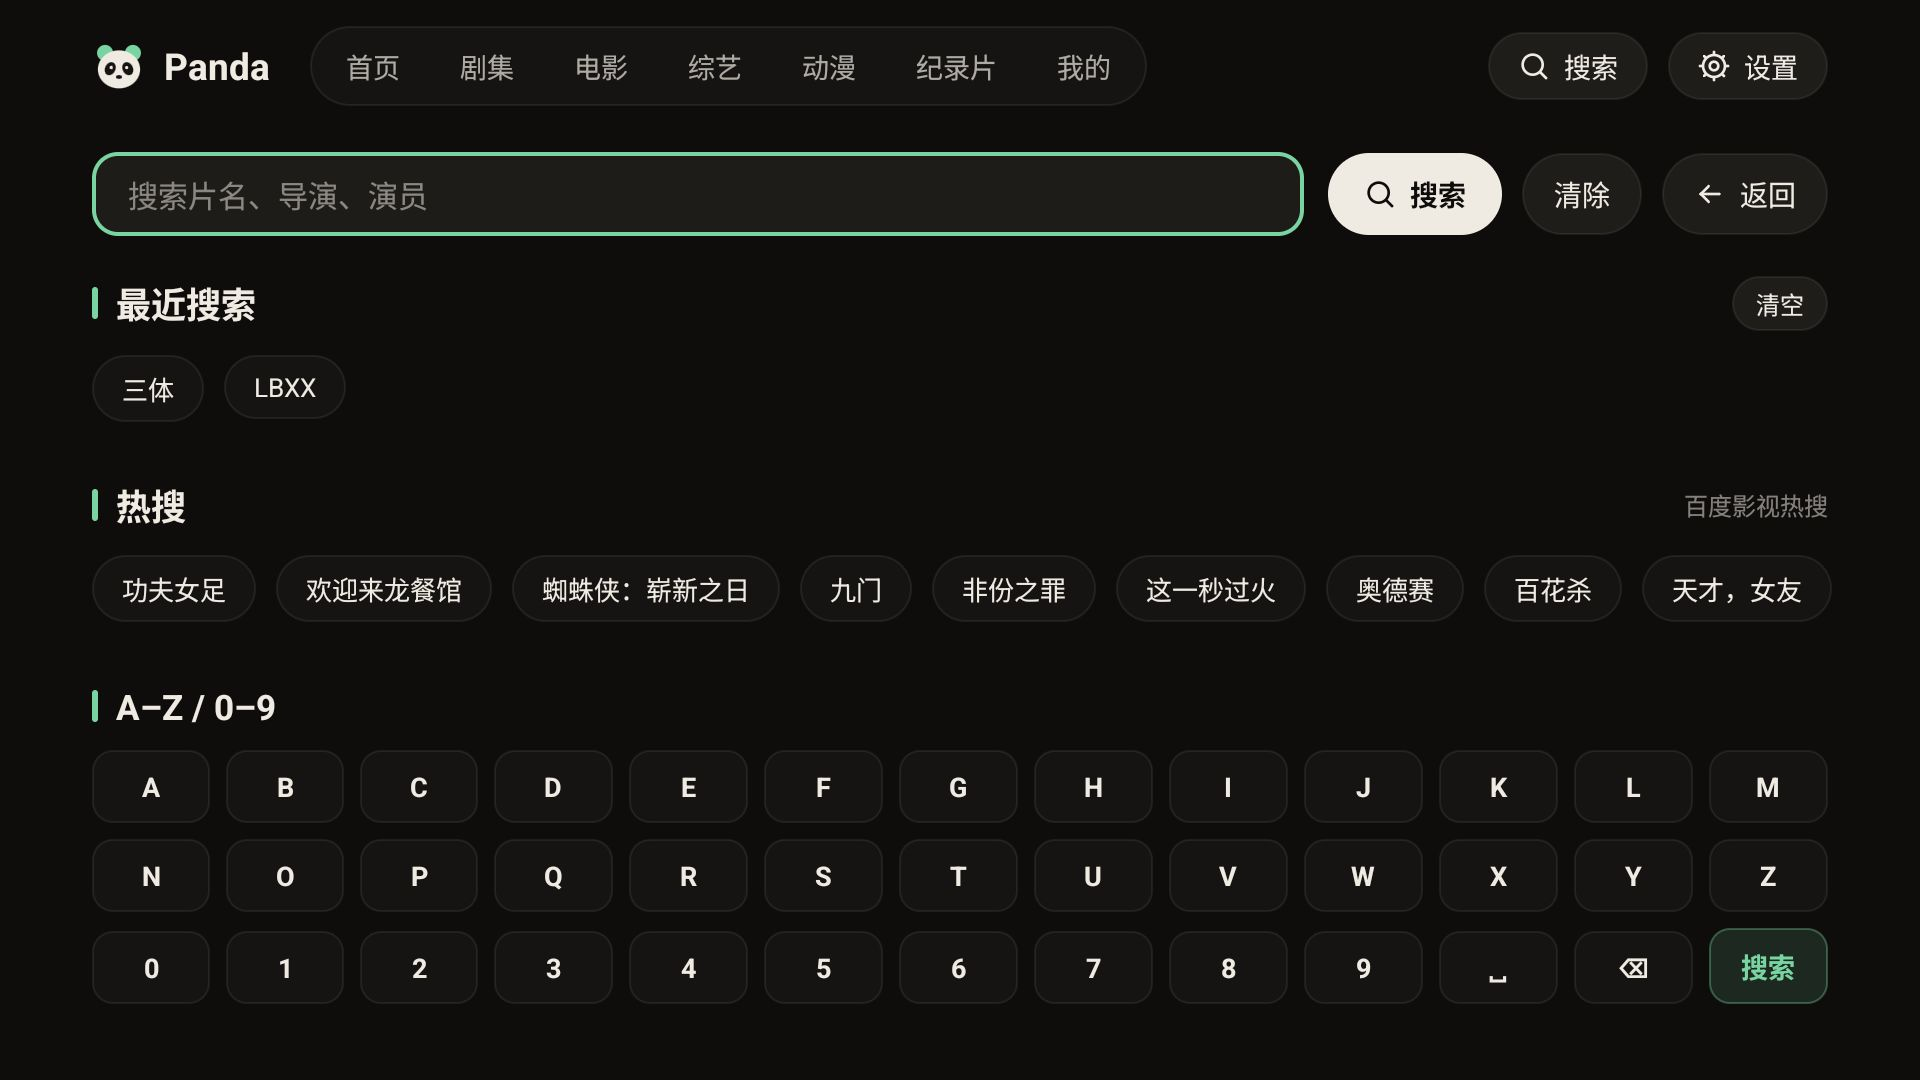 Panda 首页 剧集 电影 综艺 动漫 纪录片 我的 搜索 设置
搜索片名、导演、演员 搜索 清除 返回
最近搜索 清空
三体 LBXX
热搜 百度影视热搜
功夫女足 欢迎来龙餐馆 蜘蛛侠：崭新之日 九门 非份之罪 这一秒过火 奥德赛 百花杀 天才，女友
A–Z / 0–9
A B C D E F G H I J K L M
N O P Q R S T U V W X Y Z
0 1 2 3 4 5 6 7 8 9 ⎵ ⌫ 搜索